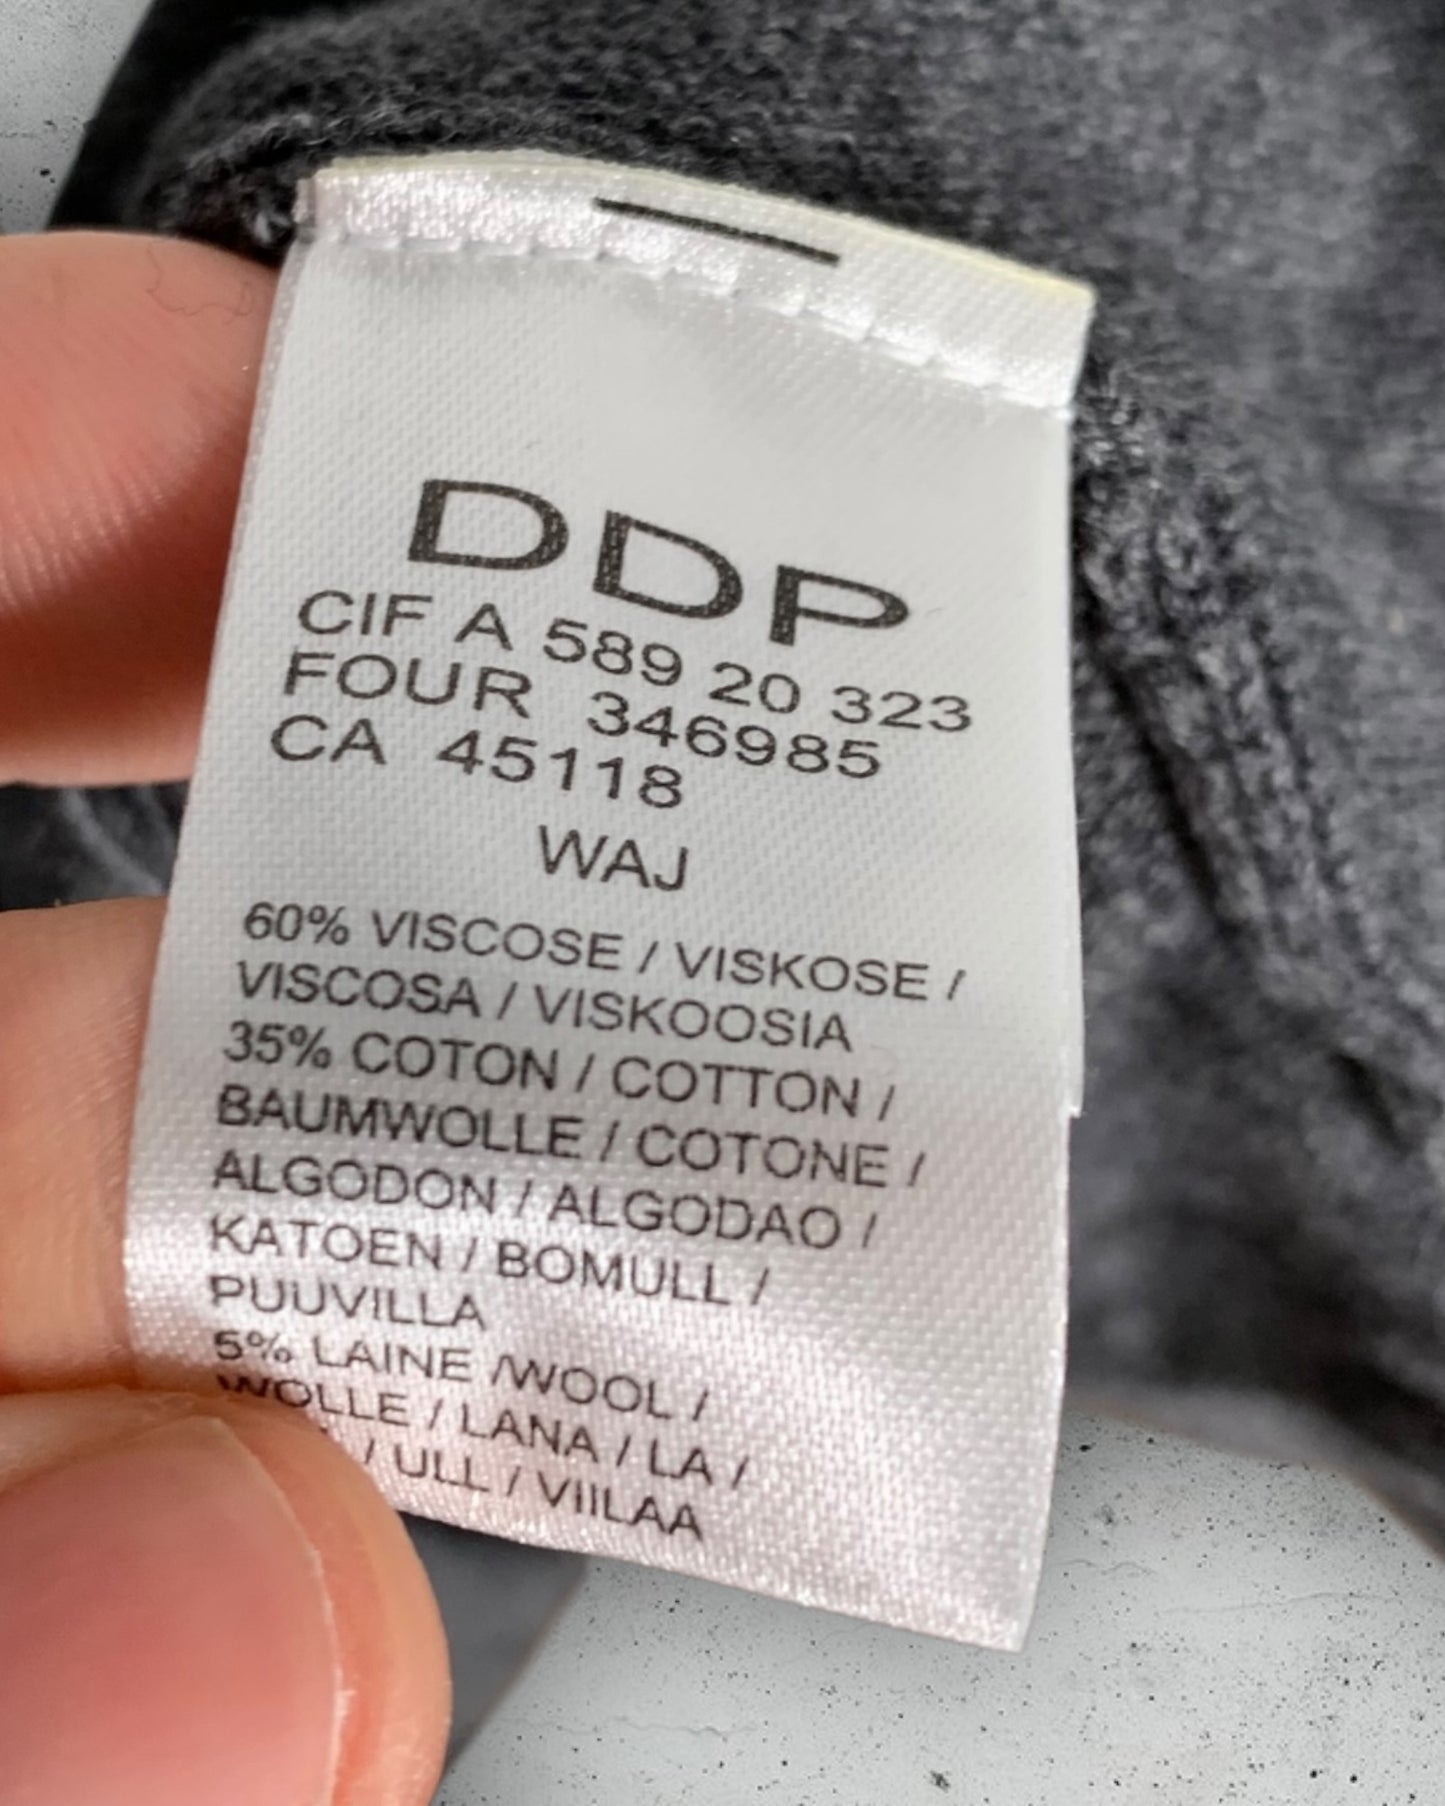 DDP
CIF A 589 20 323
FOUR 346985
CA 45118
WAJ
60% VISCOSE / VISKOSE /
VISCOSA / VISKOOSIA
35% COTON / COTTON /
BAUMWOLLE / COTONE /
ALGODON / ALGODAO /
KATOEN / BOMULL /
PUUVILLA
5% LAINE /WOOL /
WOLLE / LANA / LA /
/ ULL / VIILAA